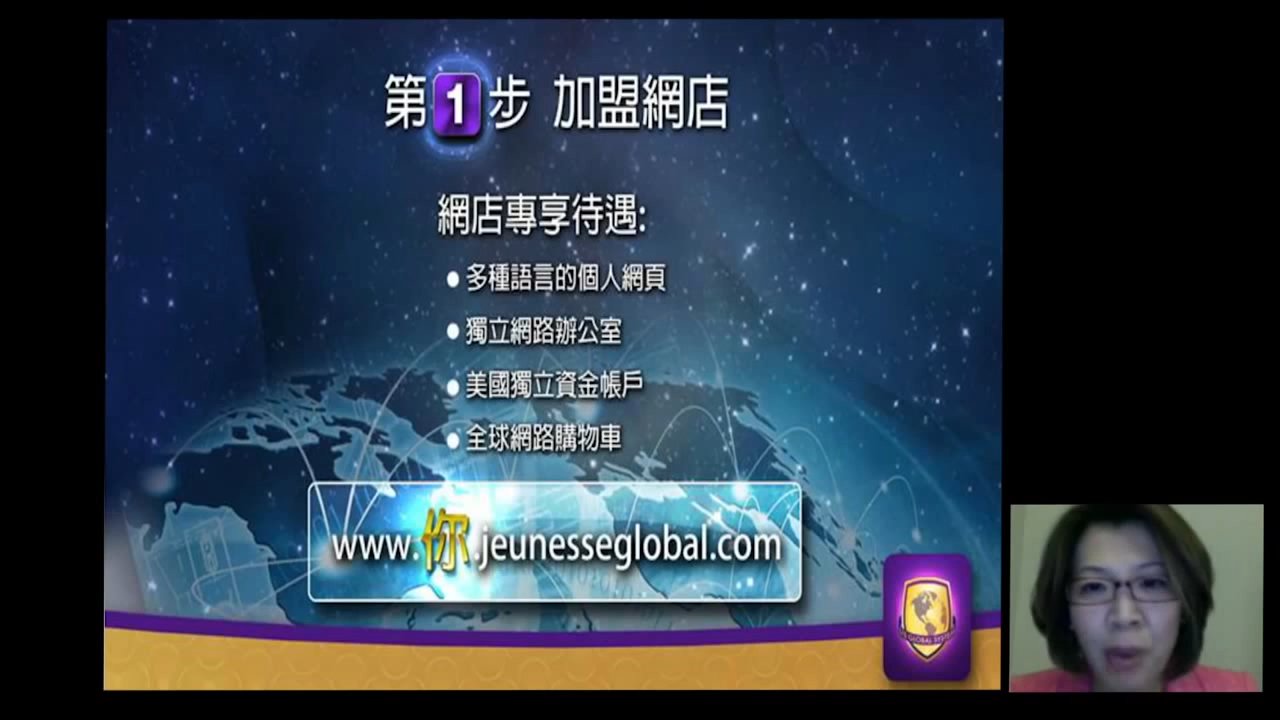 第1步 加盟網店
網店專享待遇:
•多種語言的個人網頁
•獨立網路辦公室
•美國獨立資金帳戶
•全球網路購物車
www.你.jeunesseglobal.com
GLOBAL